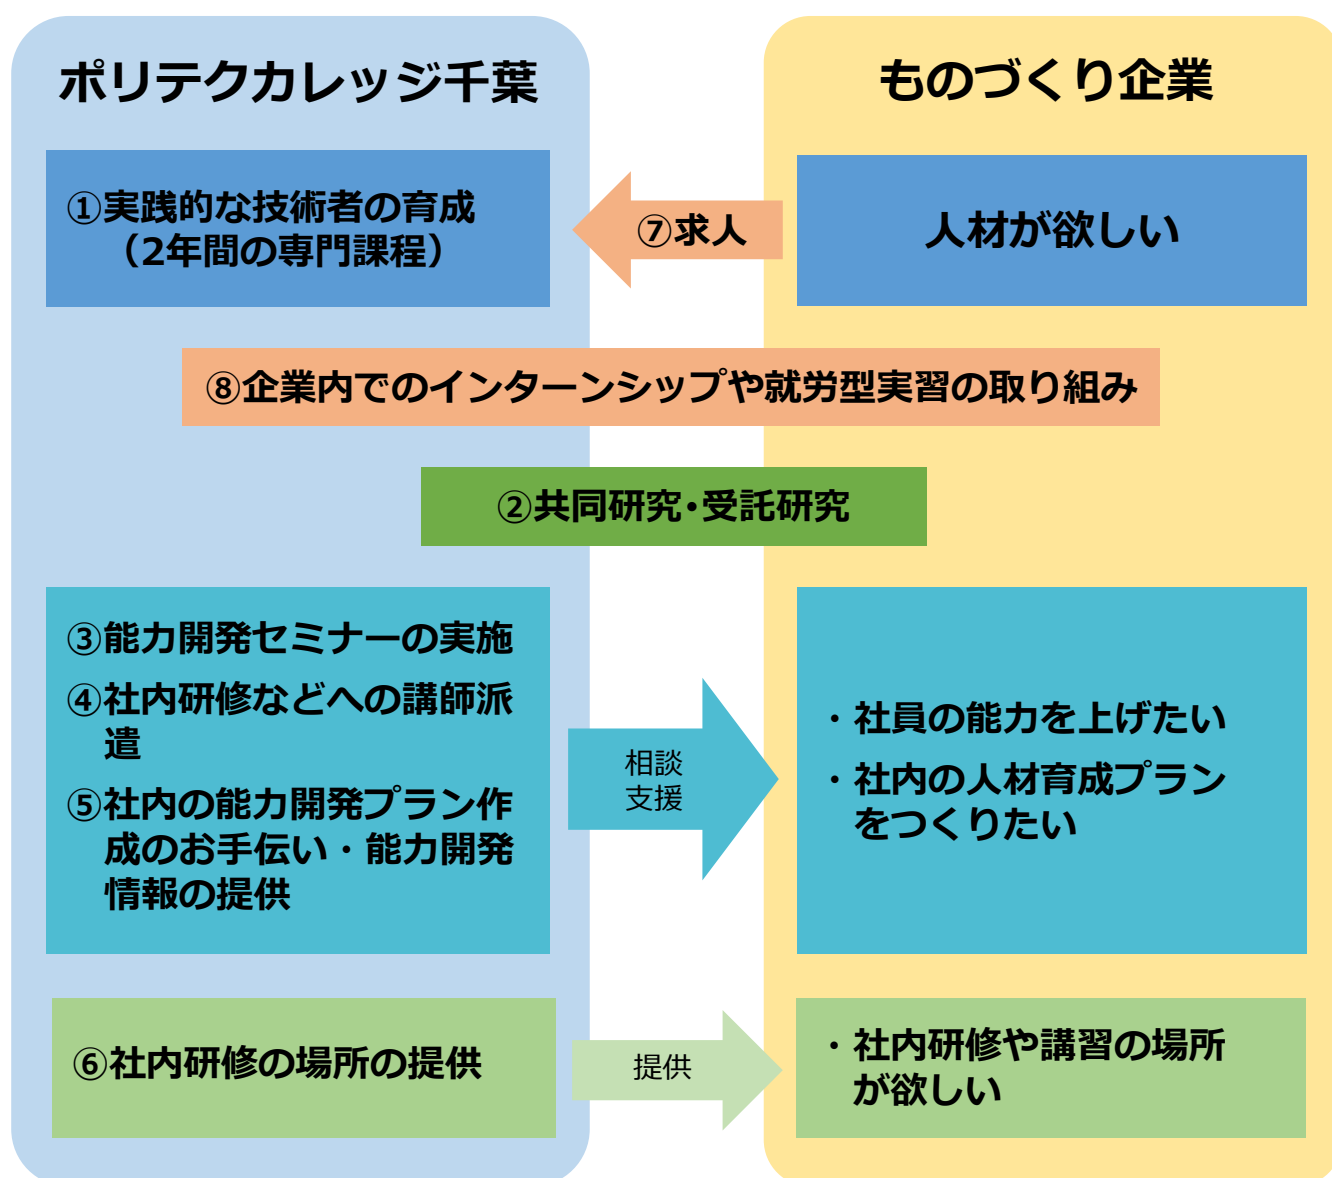 ポリテクカレッジ千葉
ものづくり企業
①実践的な技術者の育成
（2年間の専門課程）
⑦求人
人材が欲しい
⑧企業内でのインターンシップや就労型実習の取り組み
②共同研究・受託研究
③能力開発セミナーの実施
④社内研修などへの講師派
遣
⑤社内の能力開発プラン作
成のお手伝い・能力開発
情報の提供
相談
支援
・社員の能力を上げたい
・社内の人材育成プラン
をつくりたい
⑥社内研修の場所の提供
提供
・社内研修や講習の場所
が欲しい